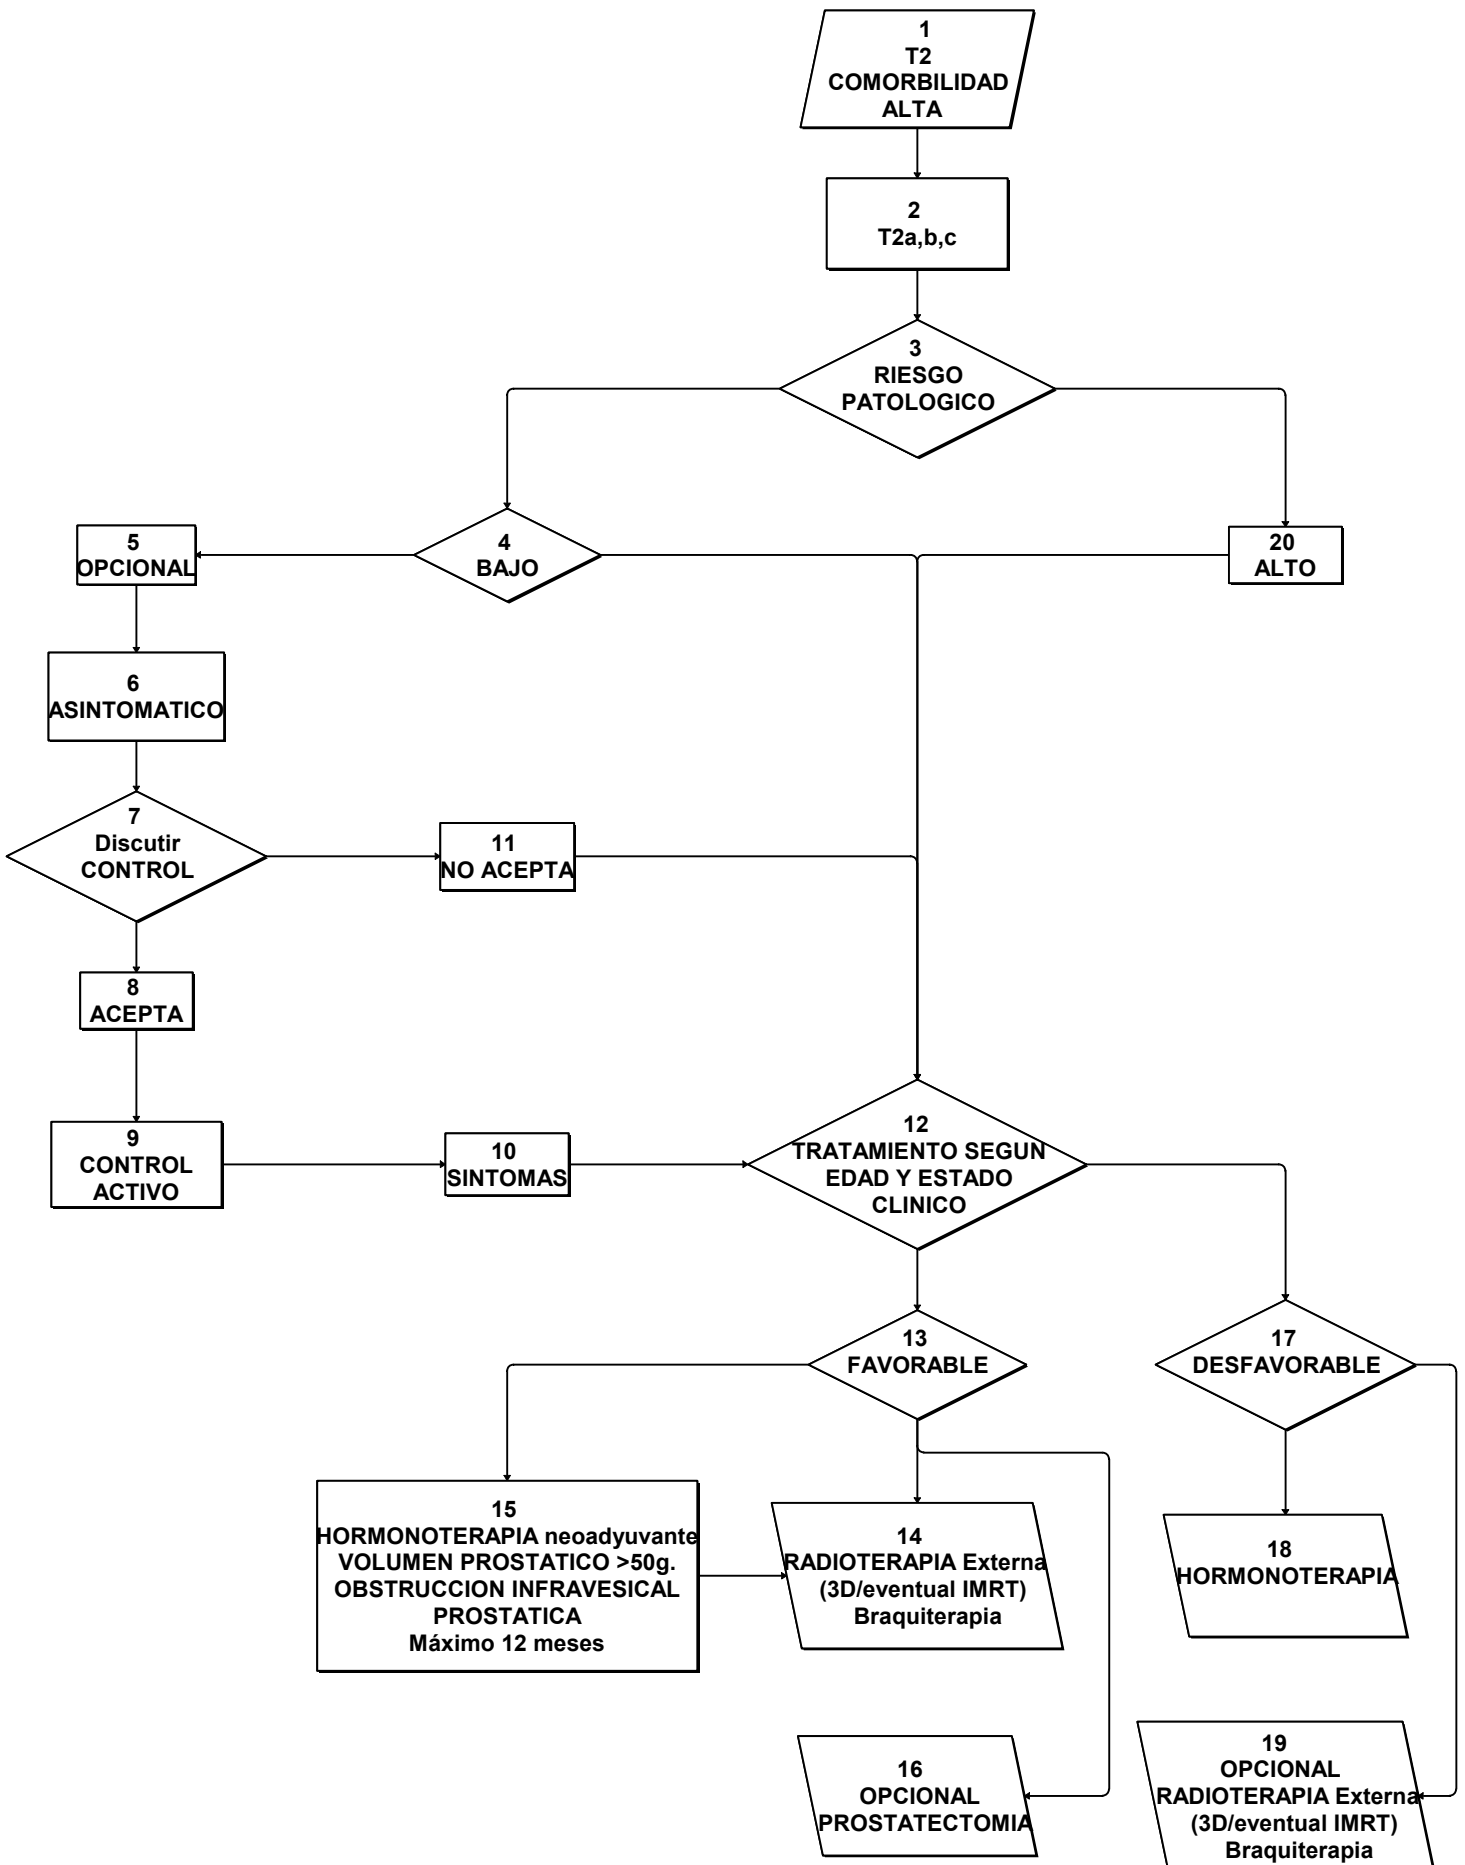 1
T2
COMORBILIDAD
ALTA
2
T2a,b,c
3
RIESGO
PATOLOGICO
5
OPCIONAL
4
BAJO
20
ALTO
6
ASINTOMATICO
7
Discutir
CONTROL
11
NO ACEPTA
8
ACEPTA
9
CONTROL
ACTIVO
10
SINTOMAS
12
TRATAMIENTO SEGUN
EDAD Y ESTADO
CLINICO
13
FAVORABLE
17
DESFAVORABLE
15
HORMONOTERAPIA neoadyuvante
VOLUMEN PROSTATICO >50g.
OBSTRUCCION INFRAVESICAL
PROSTATICA
Máximo 12 meses
14
RADIOTERAPIA Externa
(3D/eventual IMRT)
Braquiterapia
18
HORMONOTERAPIA
16
OPCIONAL
PROSTATECTOMIA
19
OPCIONAL
RADIOTERAPIA Externa
(3D/eventual IMRT)
Braquiterapia